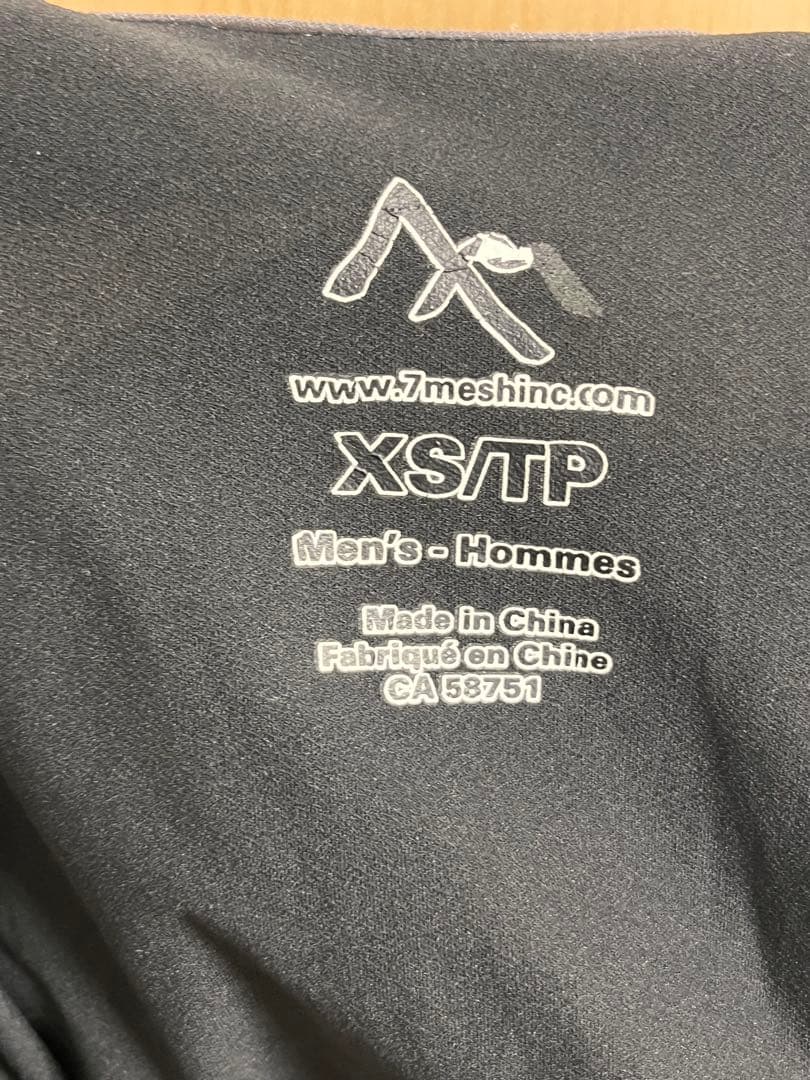 www.7meshinc.com
XS/TP
Men's - Hommes
Made in China
Fabriqué en Chine
CA 58751